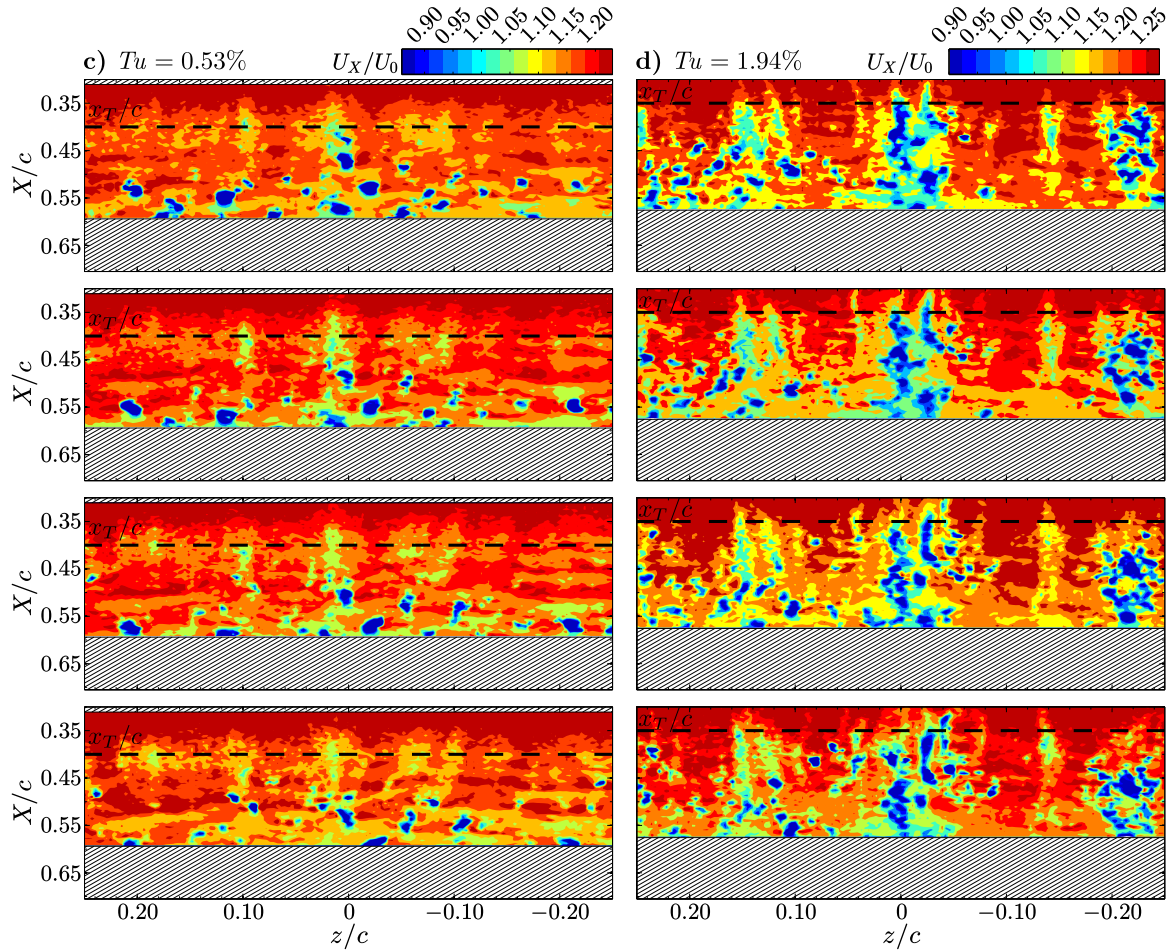 0.90 0.95 1.00 1.05 1.10 1.15 1.20
0.90 0.95 1.00 1.05 1.10 1.15 1.20 1.25
c) Tu = 0.53% U_X/U_0
d) Tu = 1.94% U_X/U_0
0.35
x_T/c
x_T/c
X/c
0.45
0.55
0.65
0.35
x_T/c
x_T/c
X/c
0.45
0.55
0.65
0.35
x_T/c
x_T/c
X/c
0.45
0.55
0.65
0.35
x_T/c
x_T/c
X/c
0.45
0.55
0.65
0.20 0.10 0 −0.10 −0.20
0.20 0.10 0 −0.10 −0.20
z/c
z/c